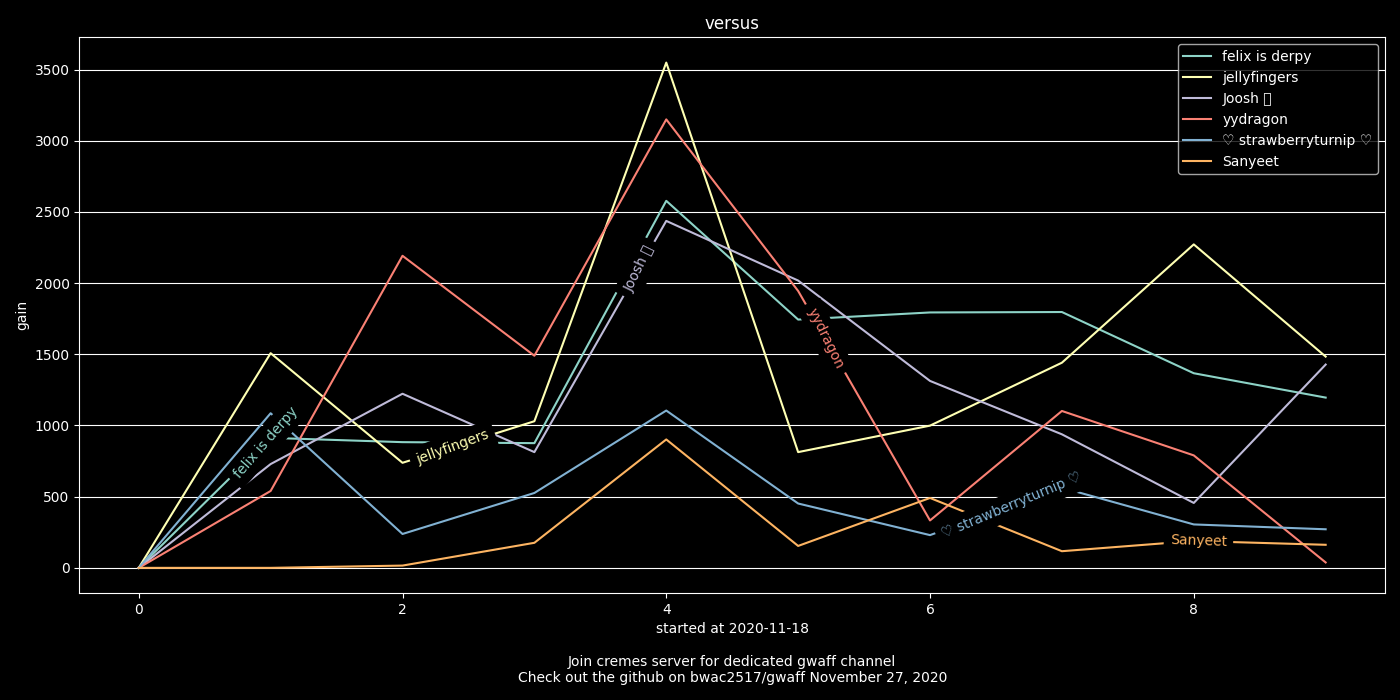 versus
3500
3000
2500
2000
1500
1000
500
0
gain
felix is derpy
jellyfingers
Joosh
yydragon
♡ strawberryturnip ♡
Sanyeet
felix is derpy
jellyfingers
Joosh
yydragon
♡ strawberryturnip ♡
Sanyeet
0 2 4 6 8
started at 2020-11-18
Join cremes server for dedicated gwaff channel
Check out the github on bwac2517/gwaff November 27, 2020